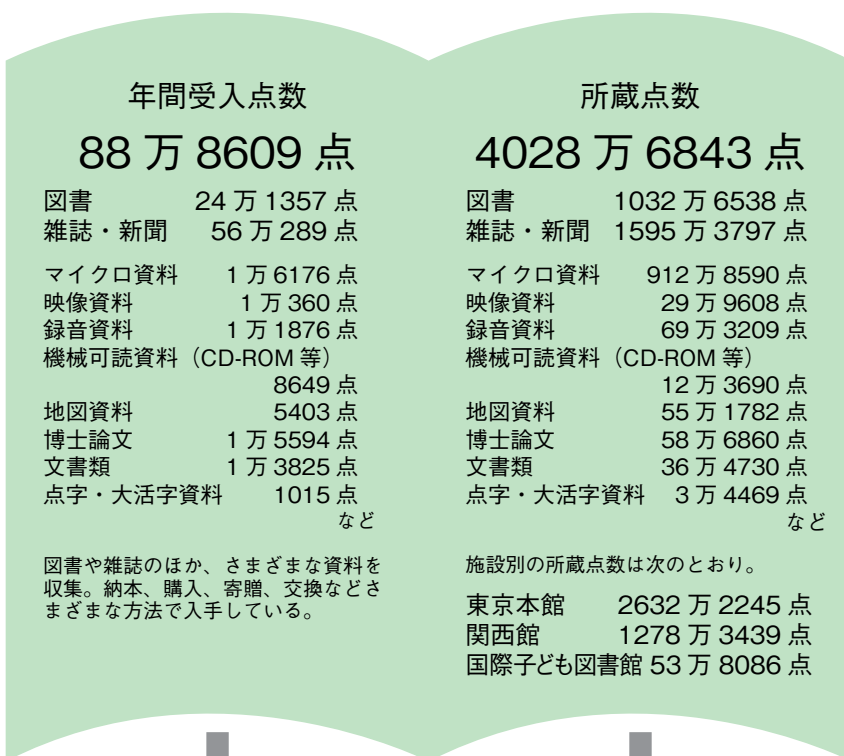 年間受入点数
88 万 8609 点
図書 24 万 1357 点
雑誌・新聞 56 万 289 点
マイクロ資料 1 万 6176 点
映像資料 1 万 360 点
録音資料 1 万 1876 点
機械可読資料（CD-ROM 等）
8649 点
地図資料 5403 点
博士論文 1 万 5594 点
文書類 1 万 3825 点
点字・大活字資料 1015 点
など
図書や雑誌のほか、さまざまな資料を
収集。納本、購入、寄贈、交換などさ
まざまな方法で入手している。
所蔵点数
4028 万 6843 点
図書 1032 万 6538 点
雑誌・新聞 1595 万 3797 点
マイクロ資料 912 万 8590 点
映像資料 29 万 9608 点
録音資料 69 万 3209 点
機械可読資料（CD-ROM 等）
12 万 3690 点
地図資料 55 万 1782 点
博士論文 58 万 6860 点
文書類 36 万 4730 点
点字・大活字資料 3 万 4469 点
など
施設別の所蔵点数は次のとおり。
東京本館 2632 万 2245 点
関西館 1278 万 3439 点
国際子ども図書館 53 万 8086 点